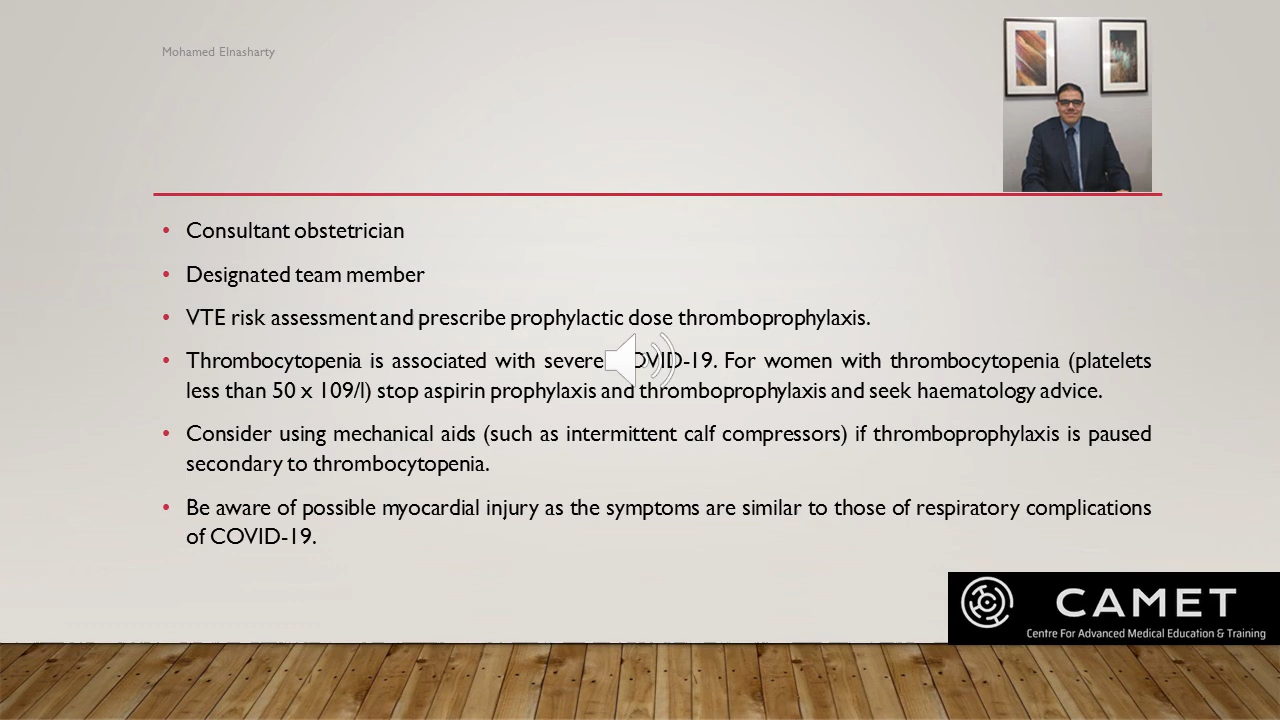 Mohamed Elnasharty
• Consultant obstetrician
• Designated team member
• VTE risk assessment and prescribe prophylactic dose thromboprophylaxis.
• Thrombocytopenia is associated with severe COVID-19. For women with thrombocytopenia (platelets
less than 50 x 109/l) stop aspirin prophylaxis and thromboprophylaxis and seek haematology advice.
• Consider using mechanical aids (such as intermittent calf compressors) if thromboprophylaxis is paused
secondary to thrombocytopenia.
• Be aware of possible myocardial injury as the symptoms are similar to those of respiratory complications
of COVID-19.
CAMET
Centre For Advanced Medical Education & Training